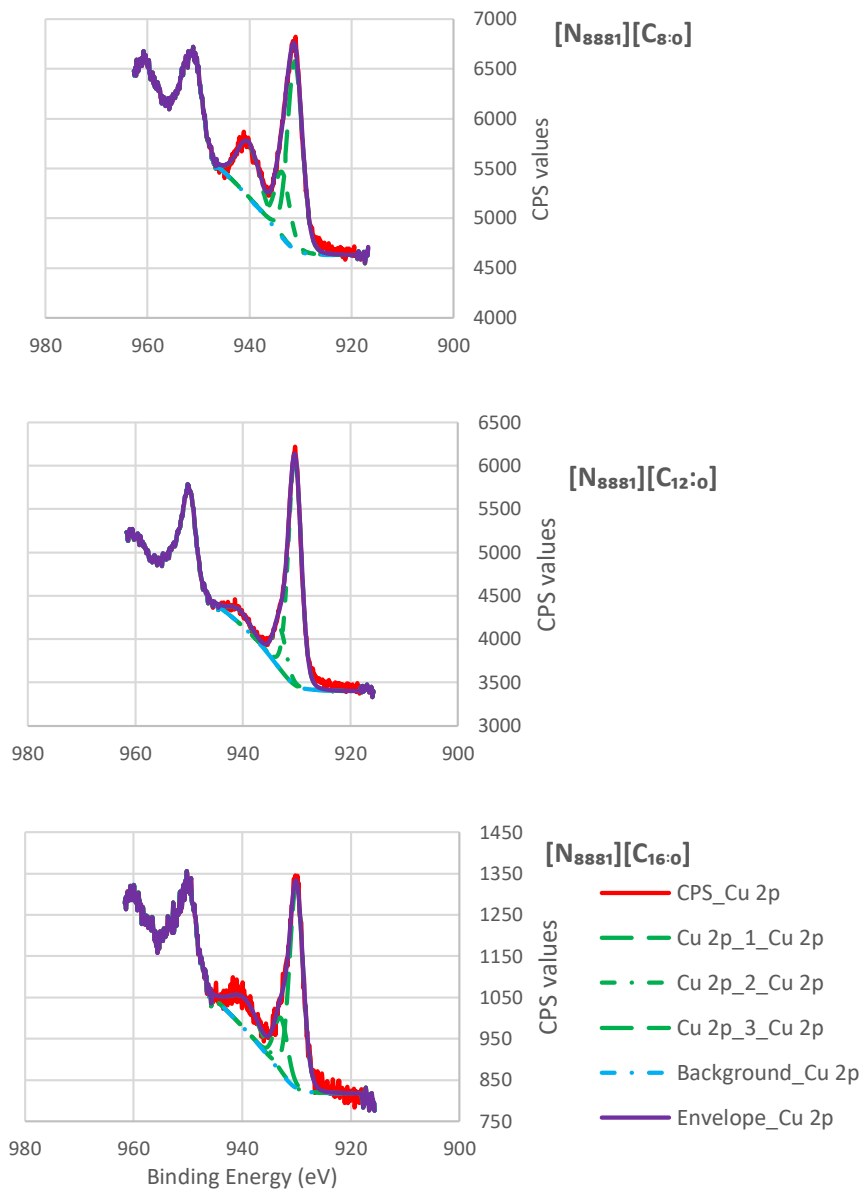 [N₈₈₈₁][C₈:₀]
7000
6500
6000
5500
5000
4500
4000
CPS values
980 960 940 920 900
[N₈₈₈₁][C₁₂:₀]
6500
6000
5500
5000
4500
4000
3500
3000
CPS values
980 960 940 920 900
[N₈₈₈₁][C₁₆:₀]
1450
1350
1250
1150
1050
950
850
750
CPS values
980 960 940 920 900
Binding Energy (eV)
CPS_Cu 2p
Cu 2p_1_Cu 2p
Cu 2p_2_Cu 2p
Cu 2p_3_Cu 2p
Background_Cu 2p
Envelope_Cu 2p